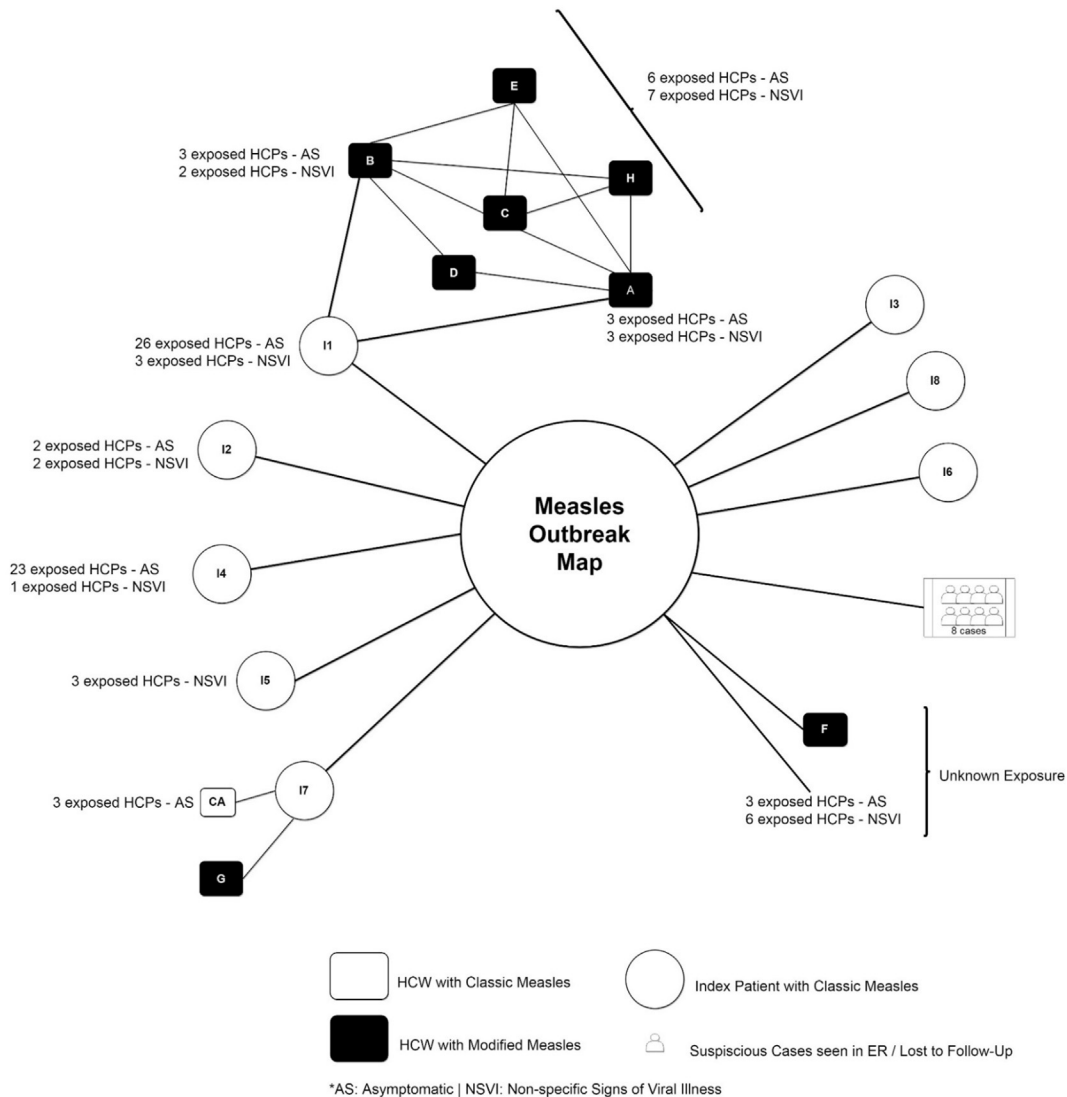 E
6 exposed HCPs - AS
7 exposed HCPs - NSVI
3 exposed HCPs - AS
2 exposed HCPs - NSVI
B
H
C
D
A
3 exposed HCPs - AS
3 exposed HCPs - NSVI
26 exposed HCPs - AS
3 exposed HCPs - NSVI
I1
I3
I8
2 exposed HCPs - AS
2 exposed HCPs - NSVI
I2
I6
Measles
Outbreak
Map
23 exposed HCPs - AS
1 exposed HCPs - NSVI
I4
8 cases
3 exposed HCPs - NSVI
I5
F
Unknown Exposure
3 exposed HCPs - AS
CA
I7
3 exposed HCPs - AS
6 exposed HCPs - NSVI
G
HCW with Classic Measles
Index Patient with Classic Measles
HCW with Modified Measles
Suspiscious Cases seen in ER / Lost to Follow-Up
*AS: Asymptomatic | NSVI: Non-specific Signs of Viral Illness